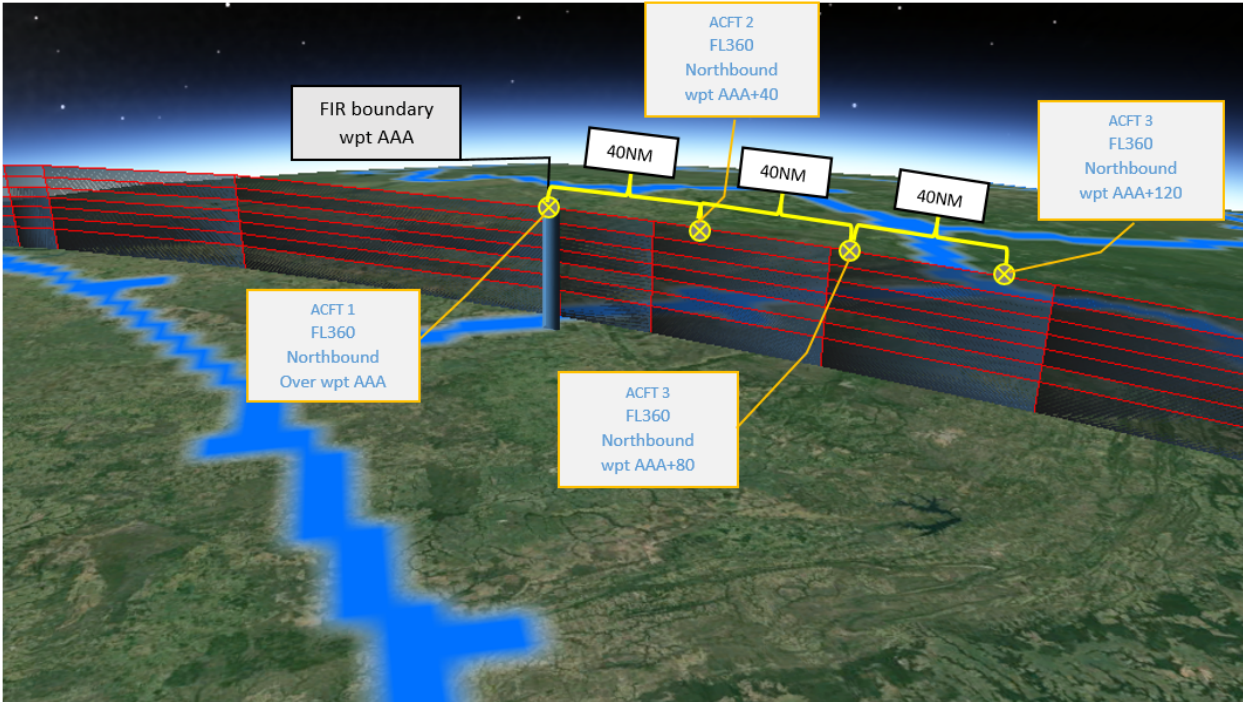 ACFT 2
FL360
Northbound
wpt AAA+40
FIR boundary
wpt AAA
40NM
40NM
40NM
ACFT 3
FL360
Northbound
wpt AAA+120
ACFT 1
FL360
Northbound
Over wpt AAA
ACFT 3
FL360
Northbound
wpt AAA+80